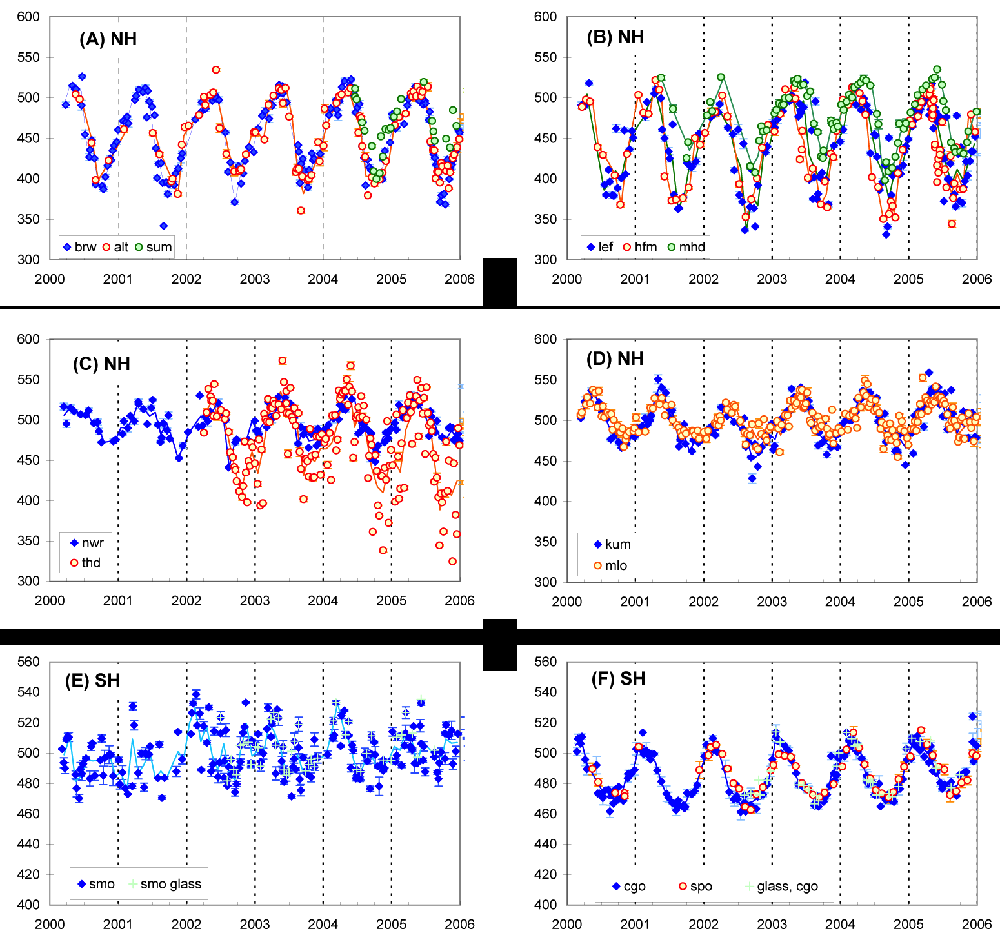 600
550
500
450
400
350
300
(A) NH
brw alt sum
2000 2001 2002 2003 2004 2005 2006
600
550
500
450
400
350
300
(B) NH
lef hfm mhd
2000 2001 2002 2003 2004 2005 2006
600
550
500
450
400
350
300
(C) NH
nwr
thd
2000 2001 2002 2003 2004 2005 2006
600
550
500
450
400
350
300
(D) NH
kum
mlo
2000 2001 2002 2003 2004 2005 2006
560
540
520
500
480
460
440
420
400
(E) SH
smo smo glass
2000 2001 2002 2003 2004 2005 2006
560
540
520
500
480
460
440
420
400
(F) SH
cgo spo glass, cgo
2000 2001 2002 2003 2004 2005 2006